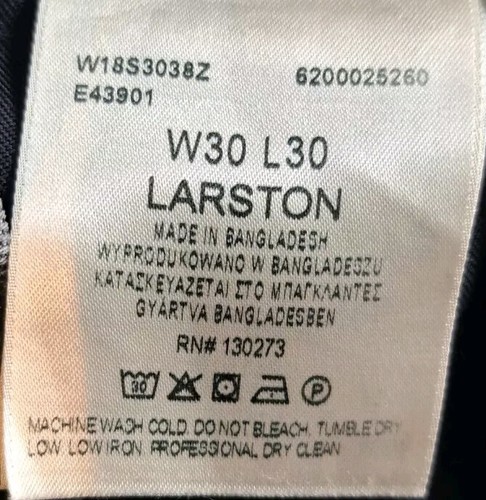 W18S3038Z 6200025260
E43901
W30 L30
LARSTON
MADE IN BANGLADESH
WYPRODUKOWANO W BANGLADESZU
ΚΑΤΑΣΚΕΥΑΖΕΤΑΙ ΣΤΟ ΜΠΑΓΚΛΑΝΤΕΣ
GYÁRTVA BANGLADESBEN
RN# 130273
30 P
MACHINE WASH COLD. DO NOT BLEACH. TUMBLE DRY
LOW. LOW IRON. PROFESSIONAL DRY CLEAN